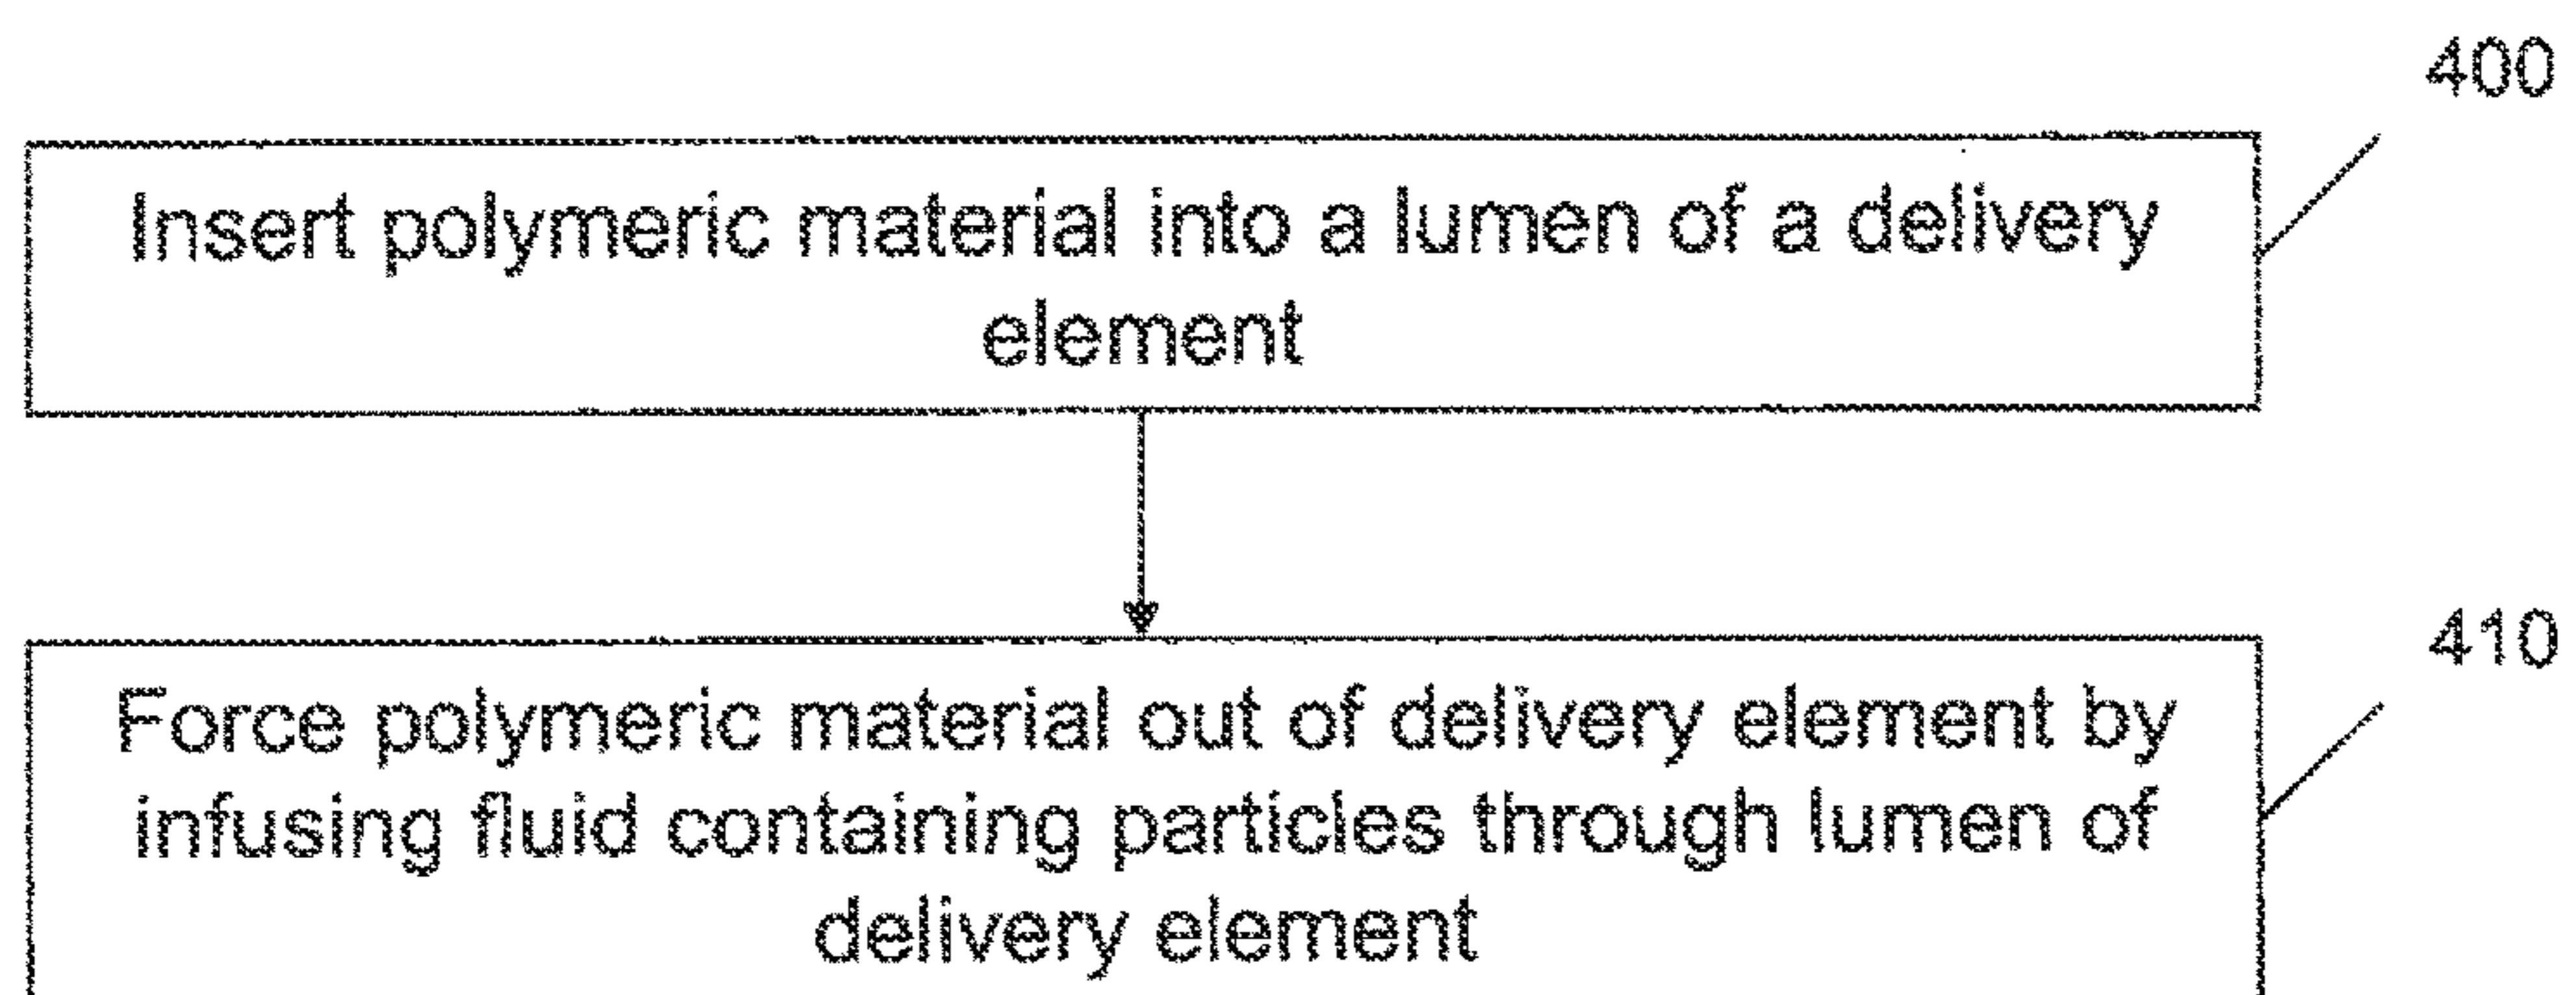 400
Insert polymeric material into a lumen of a delivery
element
410
Force polymeric material out of delivery element by
infusing fluid containing particles through lumen of
delivery element